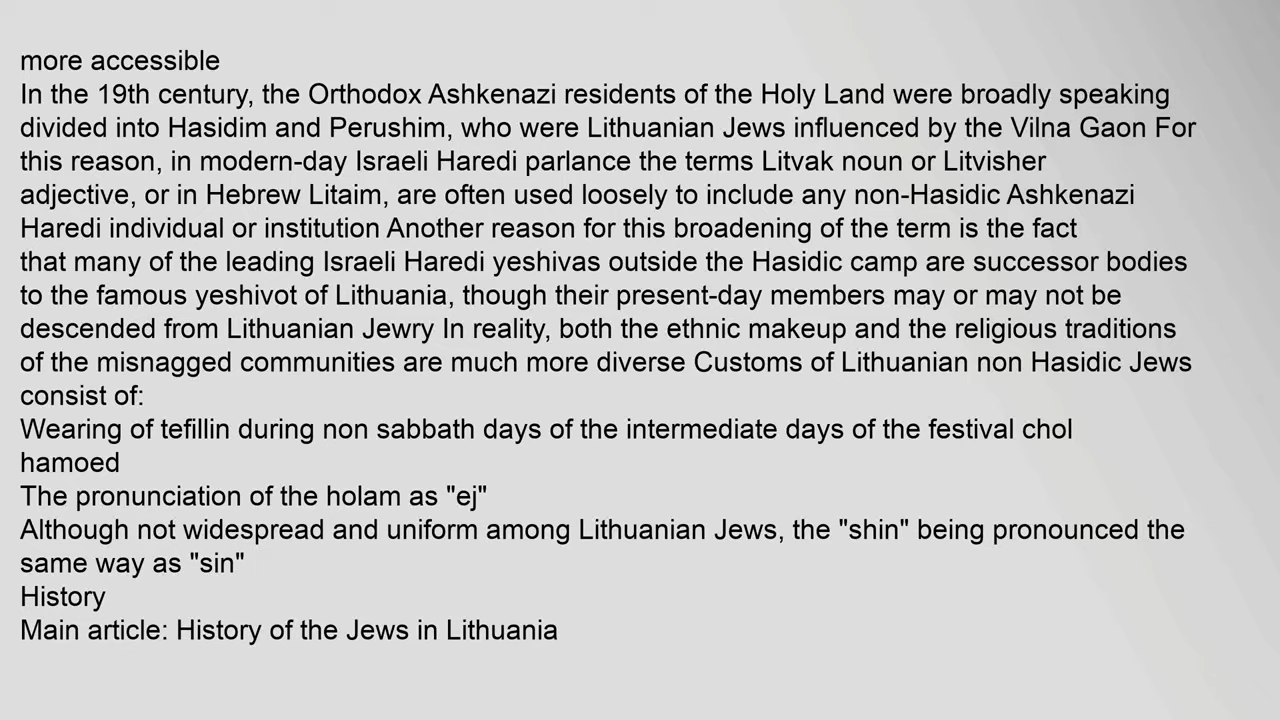 more accessible
In the 19th century, the Orthodox Ashkenazi residents of the Holy Land were broadly speaking
divided into Hasidim and Perushim, who were Lithuanian Jews influenced by the Vilna Gaon For
this reason, in modern-day Israeli Haredi parlance the terms Litvak noun or Litvisher
adjective, or in Hebrew Litaim, are often used loosely to include any non-Hasidic Ashkenazi
Haredi individual or institution Another reason for this broadening of the term is the fact
that many of the leading Israeli Haredi yeshivas outside the Hasidic camp are successor bodies
to the famous yeshivot of Lithuania, though their present-day members may or may not be
descended from Lithuanian Jewry In reality, both the ethnic makeup and the religious traditions
of the misnagged communities are much more diverse Customs of Lithuanian non Hasidic Jews
consist of:
Wearing of tefillin during non sabbath days of the intermediate days of the festival chol
hamoed
The pronunciation of the holam as "ej"
Although not widespread and uniform among Lithuanian Jews, the "shin" being pronounced the
same way as "sin"
History
Main article: History of the Jews in Lithuania